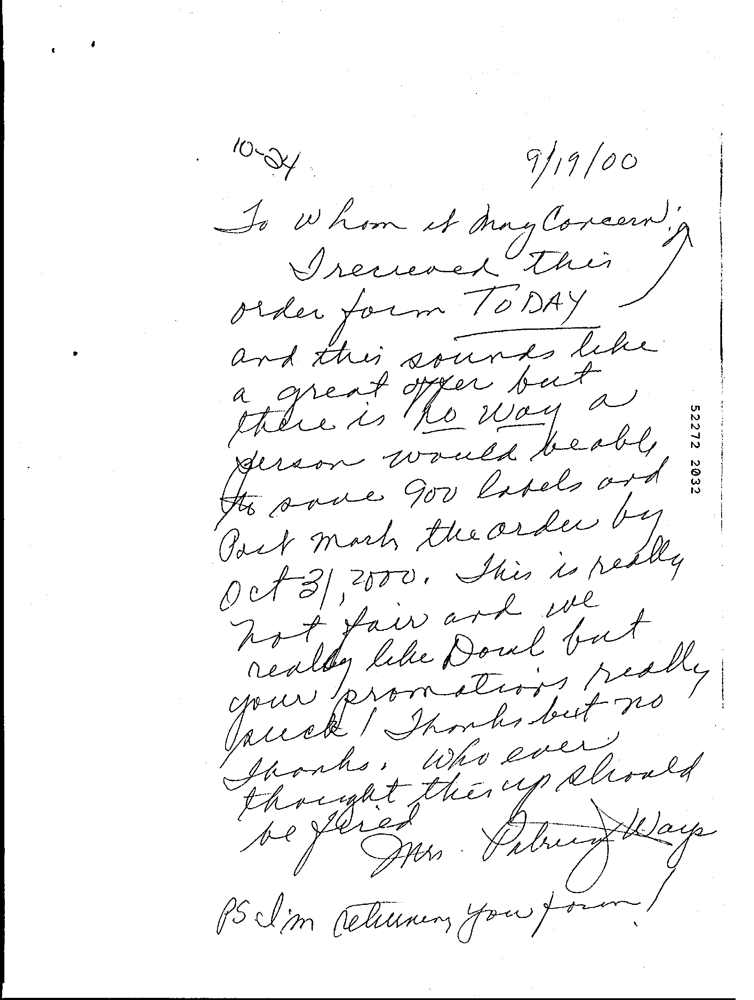 10-24
9/19/00
To whom it may Concern:
I recieved this
order form TODAY
and this sounds like
a great offer but
there is no way a
person would be able
to save 900 labels and
Post mark the order by
Oct 31, 2000. This is really
not fair and we
really like Doral but
your promotions really
suck! Thanks but no
thanks. Who ever
thought this up should
be fired
Mrs. Ways
PS I'm returning your form!
52272 2032